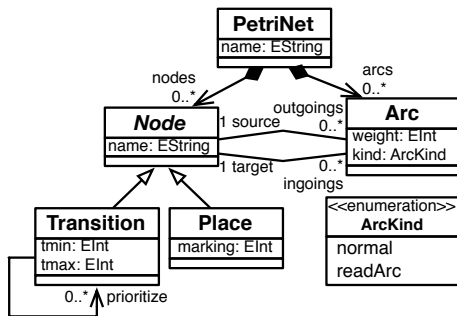 PetriNet
name: EString
nodes
0..*
arcs
0..*
Node
name: EString
1 source
outgoings
0..*
1 target
0..*
ingoings
Arc
weight: EInt
kind: ArcKind
Transition
tmin: EInt
tmax: EInt
0..*
prioritize
Place
marking: EInt
<<enumeration>>
ArcKind
normal
readArc